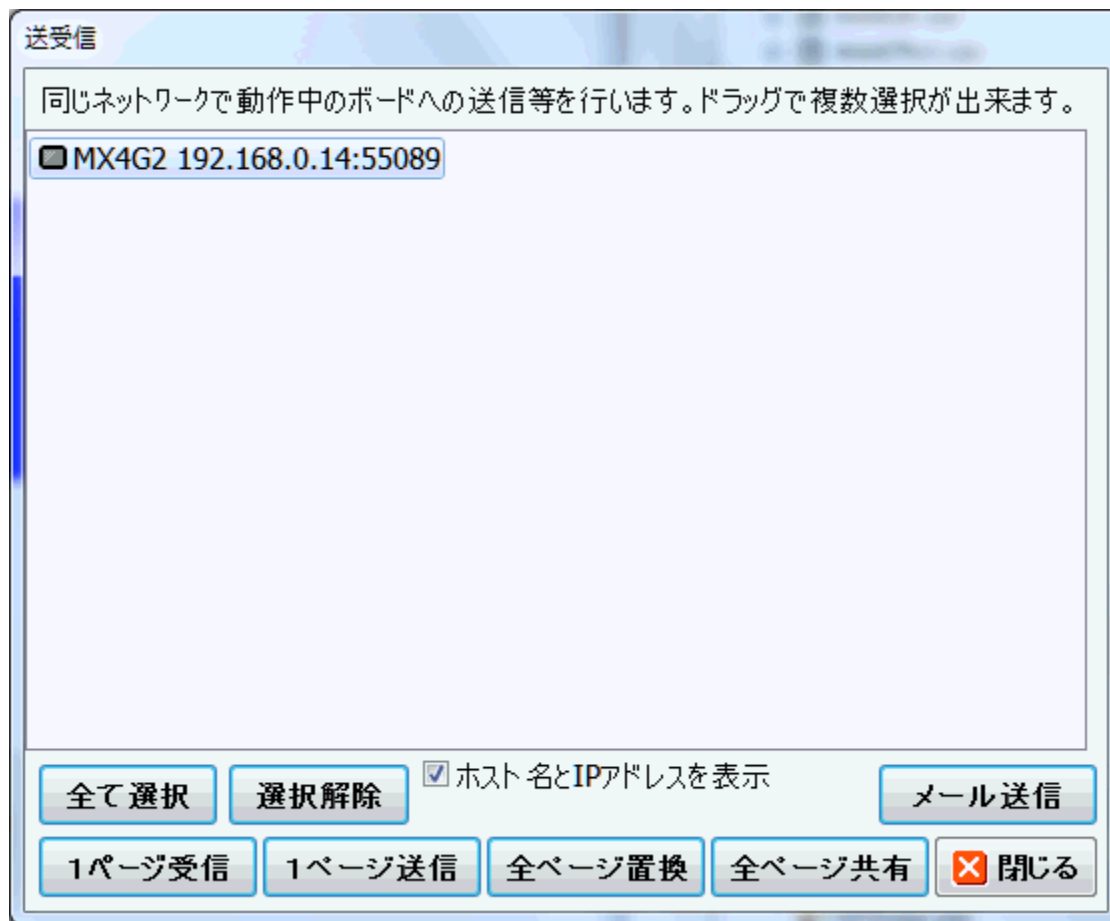 送受信
同じネットワークで動作中のボードへの送信等を行います。ドラッグで複数選択が出来ます。
MX4G2 192.168.0.14:55089
全て選択 選択解除 ホスト名とIPアドレスを表示 メール送信
1ページ受信 1ページ送信 全ページ置換 全ページ共有 閉じる